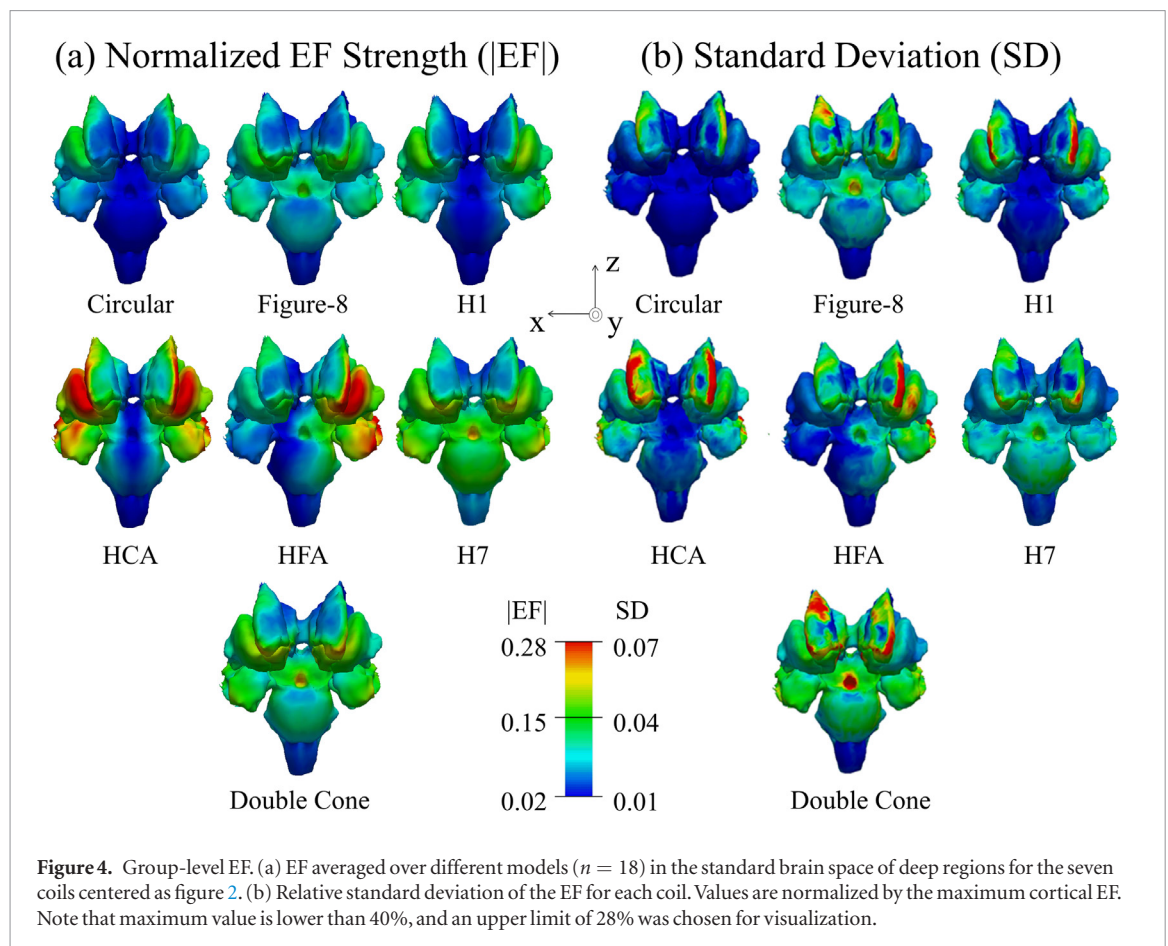 (a) Normalized EF Strength (|EF|)
(b) Standard Deviation (SD)
Circular
Figure-8
H1
z
x
y
Circular
Figure-8
H1
HCA
HFA
H7
HCA
HFA
H7
|EF|
SD
0.28
0.07
0.15
0.04
0.02
0.01
Double Cone
Double Cone
Figure 4. Group-level EF. (a) EF averaged over different models (n = 18) in the standard brain space of deep regions for the seven
coils centered as figure 2. (b) Relative standard deviation of the EF for each coil. Values are normalized by the maximum cortical EF.
Note that maximum value is lower than 40%, and an upper limit of 28% was chosen for visualization.